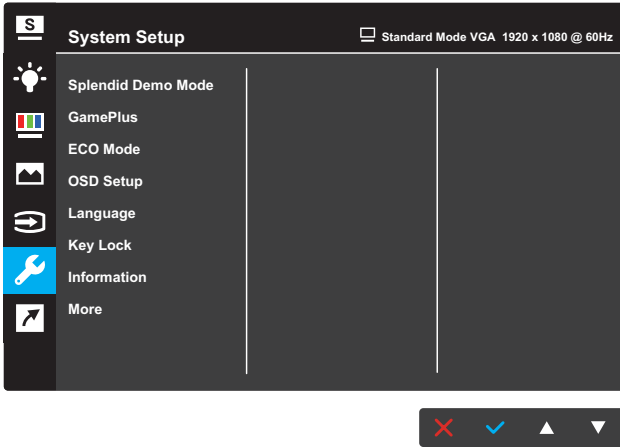 S
System Setup
Standard Mode VGA 1920 x 1080 @ 60Hz
Splendid Demo Mode
GamePlus
ECO Mode
OSD Setup
Language
Key Lock
Information
More